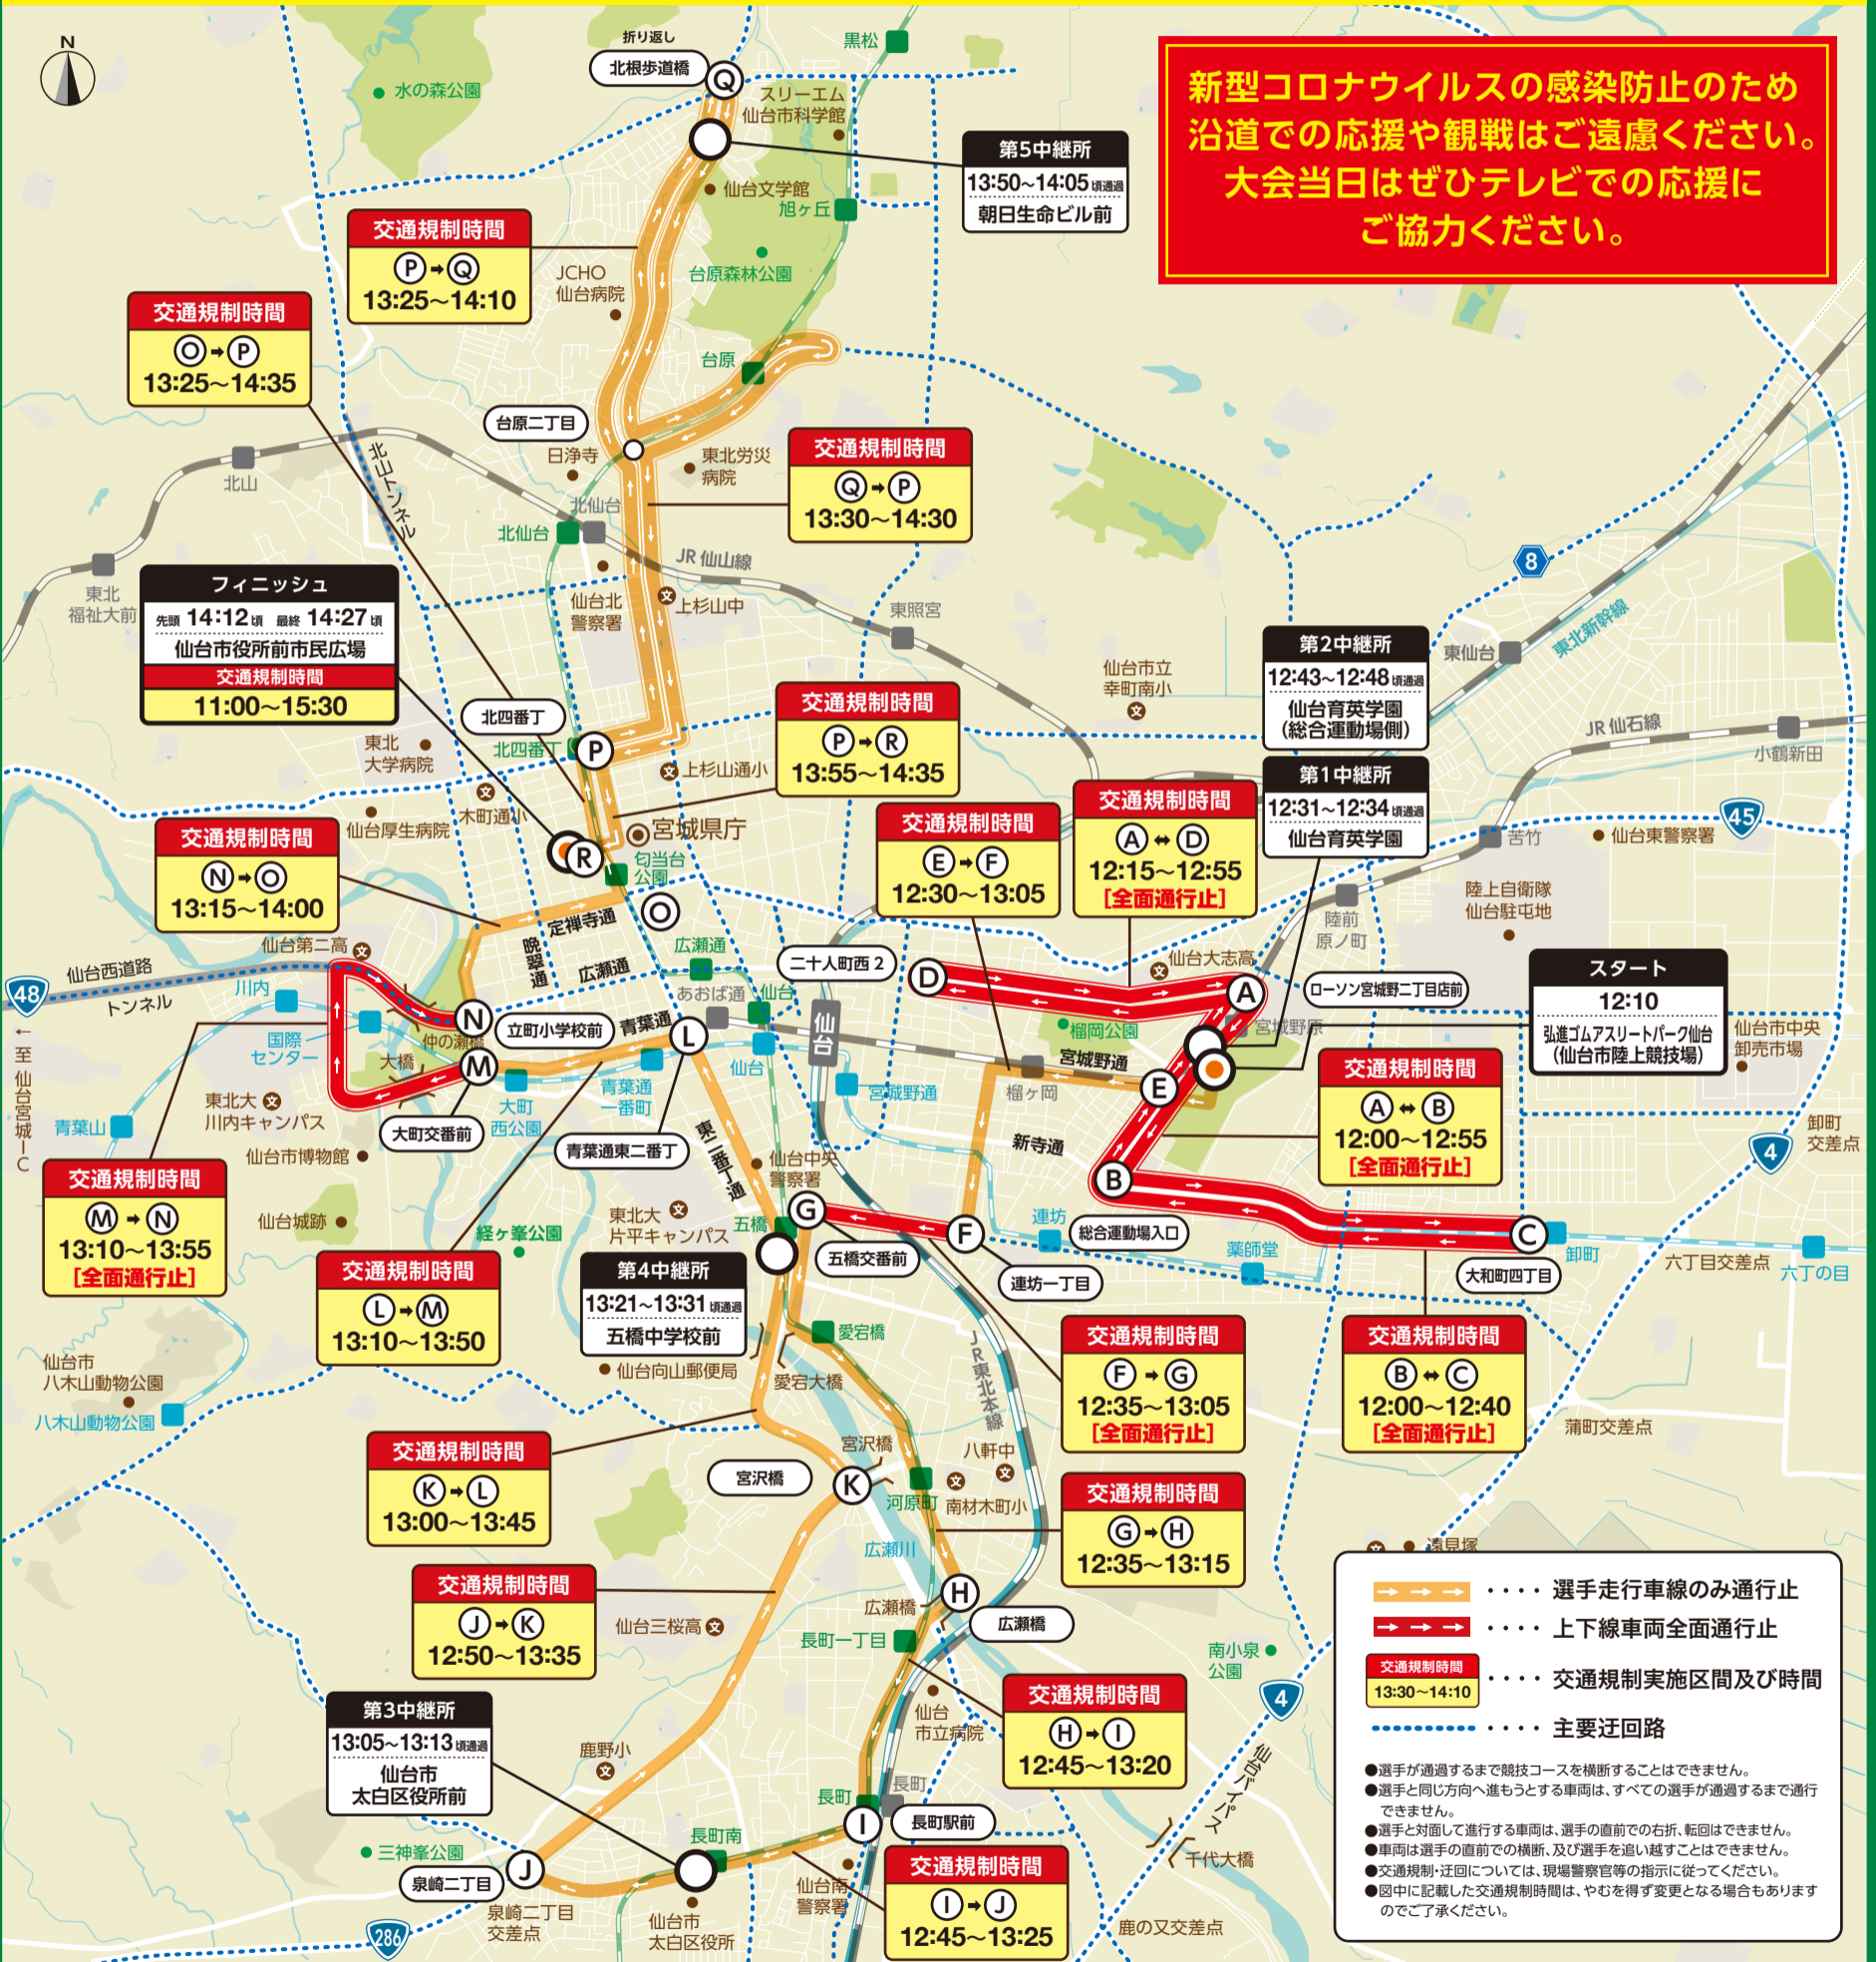 新型コロナウイルスの感染防止のため
沿道での応援や観戦はご遠慮ください。
大会当日はぜひテレビでの応援に
ご協力ください。
N
折り返し
北根歩道橋
Q
黒松
水の森公園
スリーエム
仙台市科学館
第5中継所
13:50～14:05頃通過
朝日生命ビル前
仙台文学館
旭ヶ丘
交通規制時間
P➡Q
13:25～14:10
JCHO
仙台病院
台原森林公園
交通規制時間
O➡P
13:25～14:35
台原
台原二丁目
日浄寺
東北労災
病院
交通規制時間
Q➡P
13:30～14:30
北山
北山トンネル
北仙台
北仙台
JR 仙山線
東北
福祉大前
8
フィニッシュ
先頭 14:12頃 最終 14:27頃
仙台市役所前市民広場
交通規制時間
11:00～15:30
仙台北
警察署
上杉山中
東照宮
東仙台
東北新幹線
仙台市立
幸町南小
第2中継所
12:43～12:48頃通過
仙台育英学園
（総合運動場側）
北四番丁
北四番丁
P
東北
大学病院
交通規制時間
P➡R
13:55～14:35
上杉山通小
JR 仙石線
小鶴新田
第1中継所
12:31～12:34頃通過
仙台育英学園
木町通小
仙台厚生病院
宮城県庁
R
匂当台
公園
交通規制時間
E➡F
12:30～13:05
交通規制時間
A⬌D
12:15～12:55
［全面通行止］
45
苦竹
仙台東警察署
交通規制時間
N➡O
13:15～14:00
O
定禅寺通
晩翠通
広瀬通
広瀬通
陸前
原ノ町
陸上自衛隊
仙台駐屯地
仙台第二高
仙台西道路
トンネル
48
川内
国際
センター
二十人町西 2
D
仙台大志高
A
ローソン宮城野二丁目店前
スタート
12:10
弘進ゴムアスリートパーク仙台
（仙台市陸上競技場）
N
立町小学校前
仲の瀬橋
青葉通
あおば通
仙台
L
仙台
榴岡公園
宮城野原
仙台市中央
卸売市場
大橋
M
大町
西公園
青葉通
一番町
仙台
宮城野通
宮城野通
榴ヶ岡
E
↑至 仙台宮城IC
東北大
川内キャンパス
青葉山
大町交番前
青葉通東二番丁
東二番丁通
新寺通
交通規制時間
A⬌B
12:00～12:55
［全面通行止］
卸町
交差点
4
仙台市博物館
仙台中央
警察署
B
交通規制時間
M➡N
13:10～13:55
［全面通行止］
仙台城跡
経ヶ峯公園
東北大
片平キャンパス
五橋
G
五橋交番前
F
連坊一丁目
連坊
総合運動場入口
薬師堂
C
卸町
大和町四丁目
六丁目交差点
六丁の目
交通規制時間
L➡M
13:10～13:50
第4中継所
13:21～13:31頃通過
五橋中学校前
仙台向山郵便局
愛宕橋
愛宕大橋
JR東北本線
交通規制時間
F➡G
12:35～13:05
［全面通行止］
交通規制時間
B⬌C
12:00～12:40
［全面通行止］
仙台市
八木山動物公園
八木山動物公園
蒲町交差点
交通規制時間
K➡L
13:00～13:45
宮沢橋
宮沢橋
K
八軒中
河原町
南材木町小
交通規制時間
G➡H
12:35～13:15
広瀬川
交通規制時間
J➡K
12:50～13:35
H
広瀬橋
広瀬橋
仙台三桜高
長町一丁目
遠見塚
南小泉
公園
4
仙台
市立病院
交通規制時間
H➡I
12:45～13:20
仙台バイパス
第3中継所
13:05～13:13頃通過
仙台市
太白区役所前
鹿野小
長町
長町
I
長町駅前
三神峯公園
泉崎二丁目
J
長町南
千代大橋
仙台南
警察署
交通規制時間
I➡J
12:45～13:25
泉崎二丁目
交差点
仙台市
太白区役所
鹿の又交差点
286
・・・・ 選手走行車線のみ通行止
・・・・ 上下線車両全面通行止
交通規制時間
13:30～14:10
・・・・ 交通規制実施区間及び時間
・・・・ 主要迂回路
●選手が通過するまで競技コースを横断することはできません。
●選手と同じ方向へ進もうとする車両は、すべての選手が通過するまで通行
できません。
●選手と対面して進行する車両は、選手の直前での右折、転回はできません。
●車両は選手の直前での横断、及び選手を追い越すことはできません。
●交通規制・迂回については、現場警察官等の指示に従ってください。
●図中に記載した交通規制時間は、やむを得ず変更となる場合もあります
のでご了承ください。